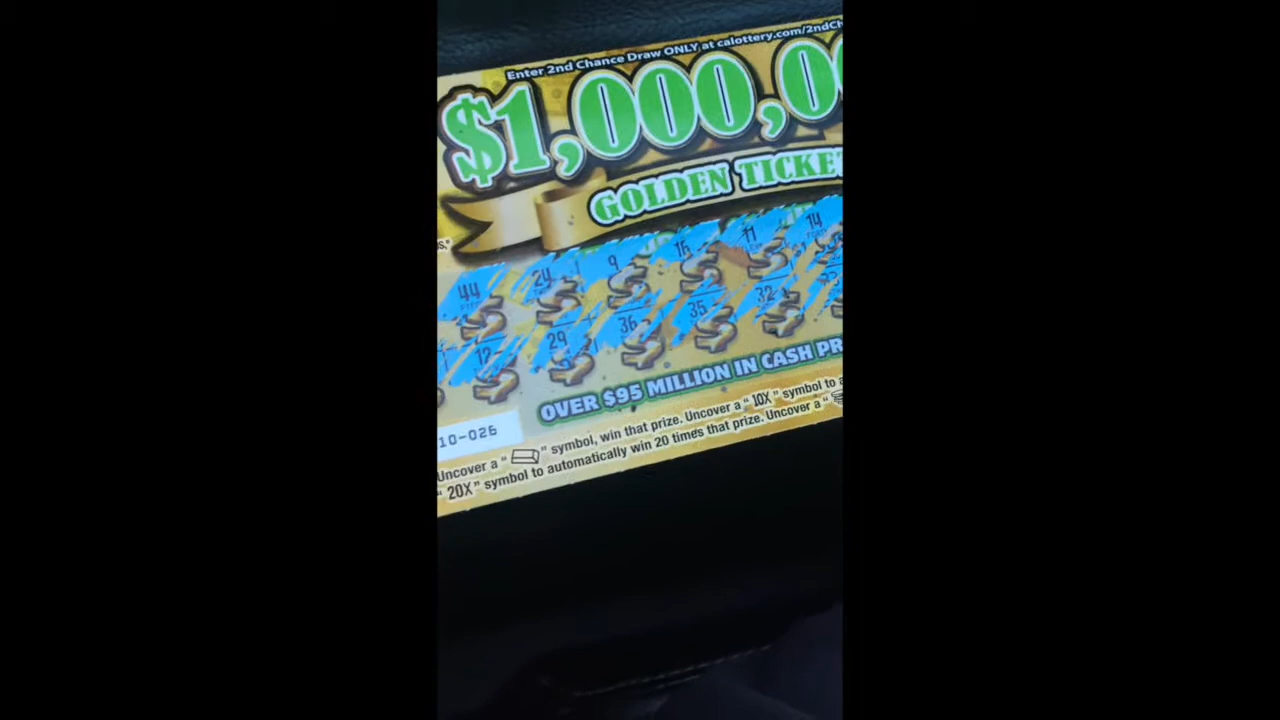 Enter 2nd Chance Draw ONLY at calottery.com/2ndCh
$1,000,00
GOLDEN TICKE
44 24 9 16 11 14
12 29 36 35 32
OVER $95 MILLION IN CASH PR
10-026
Uncover a " " symbol, win that prize. Uncover a "10X" symbol to a
"20X" symbol to automatically win 20 times that prize. Uncover a "